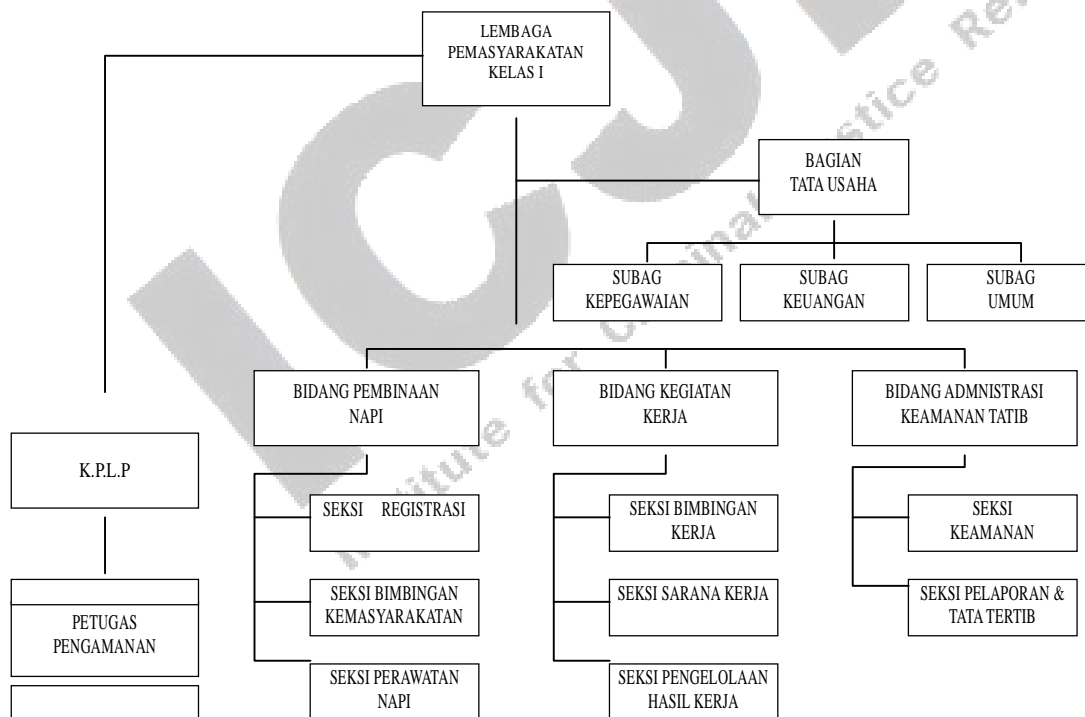 LEMBAGA
PEMASYARAKATAN
KELAS I
BAGIAN
TATA USAHA
SUBAG
KEPEGAWAIAN
SUBAG
KEUANGAN
SUBAG
UMUM
BIDANG PEMBINAAN
NAPI
BIDANG KEGIATAN
KERJA
BIDANG ADMNISTRASI
KEAMANAN TATIB
K.P.L.P
SEKSI REGISTRASI
SEKSI BIMBINGAN
KERJA
SEKSI
KEAMANAN
PETUGAS
PENGAMANAN
SEKSI BIMBINGAN
KEMASYARAKATAN
SEKSI SARANA KERJA
SEKSI PELAPORAN &
TATA TERTIB
SEKSI PERAWATAN
NAPI
SEKSI PENGELOLAAN
HASIL KERJA
ICJ
for